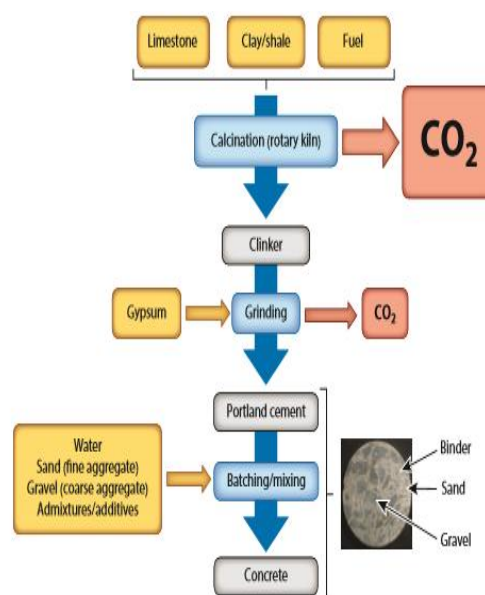 Limestone
Clay/shale
Fuel
Calcination (rotary kiln)
CO₂
Clinker
Gypsum
Grinding
CO₂
Portland cement
Water
Sand (fine aggregate)
Gravel (coarse aggregate)
Admixtures/additives
Batching/mixing
Binder
Sand
Gravel
Concrete